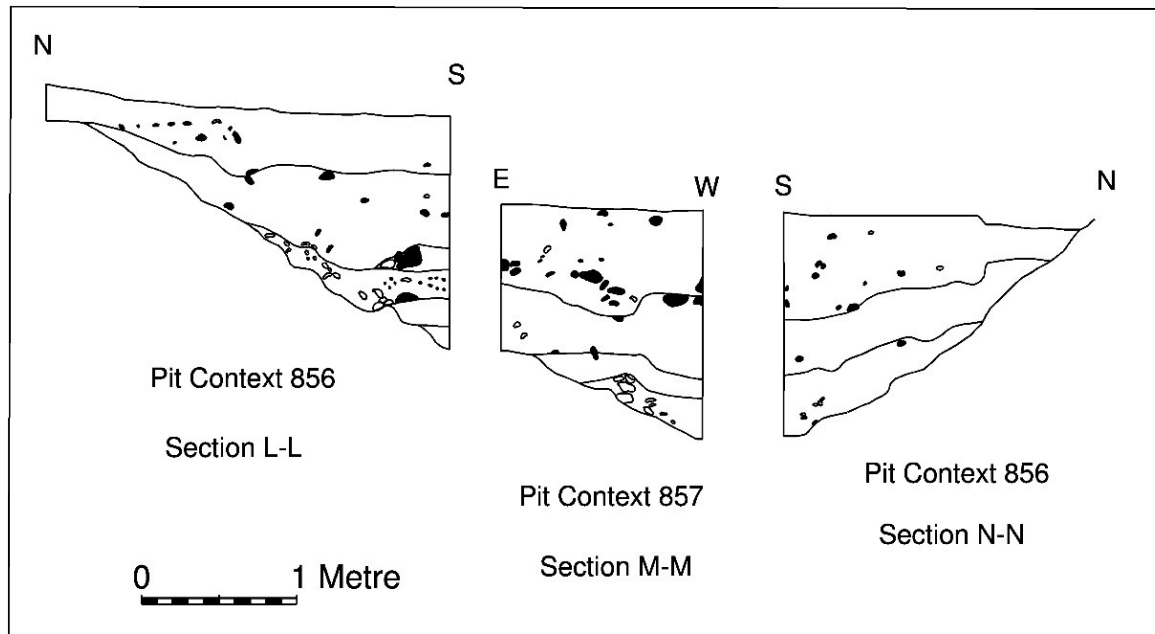 N
S
E
W
S
N
Pit Context 856
Section L-L
Pit Context 857
Section M-M
Pit Context 856
Section N-N
0 1 Metre